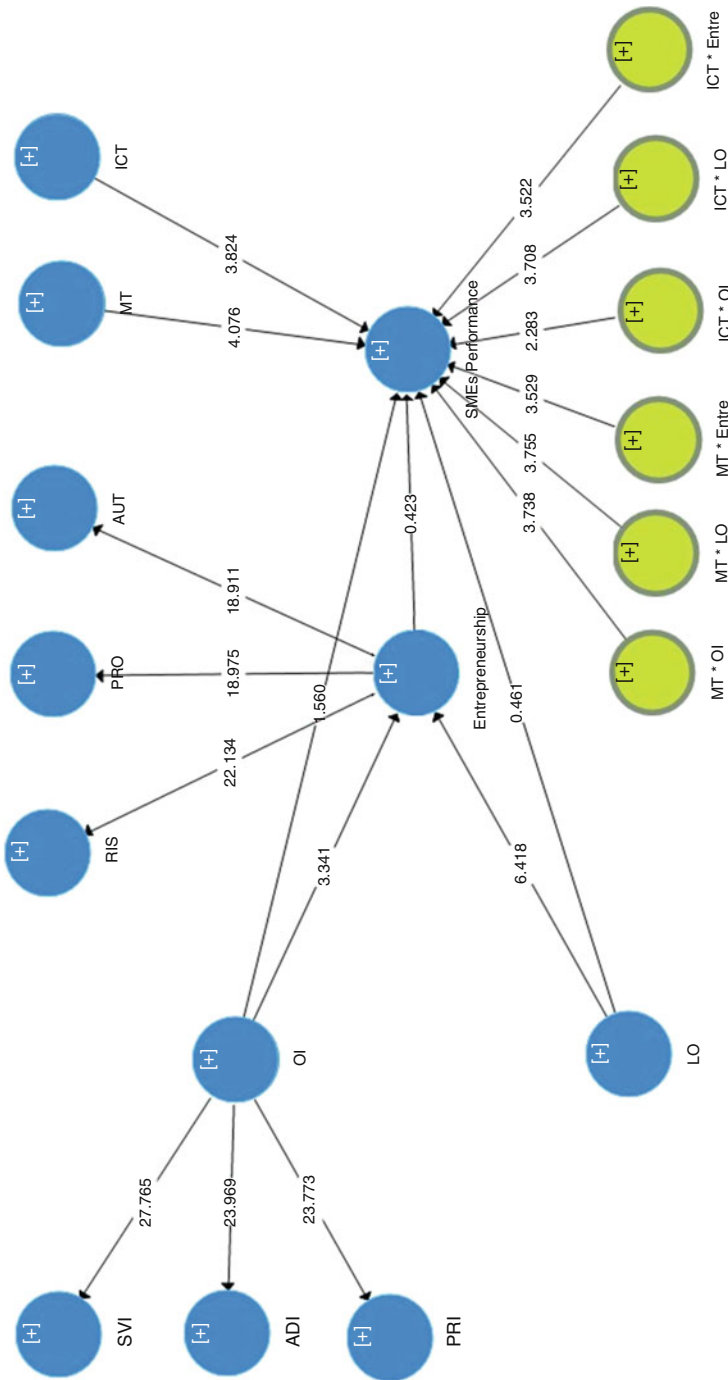 [+]
SVI
[+]
RIS
[+]
PRO
[+]
AUT
[+]
MT
[+]
ICT
27.765
22.134
18.975
18.911
4.076
3.824
[+]
ADI
23.969
[+]
OI
1.560
3.341
[+]
PRI
23.773
[+]
Entrepreneurship
0.423
[+]
SMEs Performance
6.418
0.461
3.738
3.755
3.529
2.283
3.708
3.522
[+]
LO
[+]
MT * OI
[+]
MT * LO
[+]
MT * Entre
[+]
ICT * OI
[+]
ICT * LO
[+]
ICT * Entre